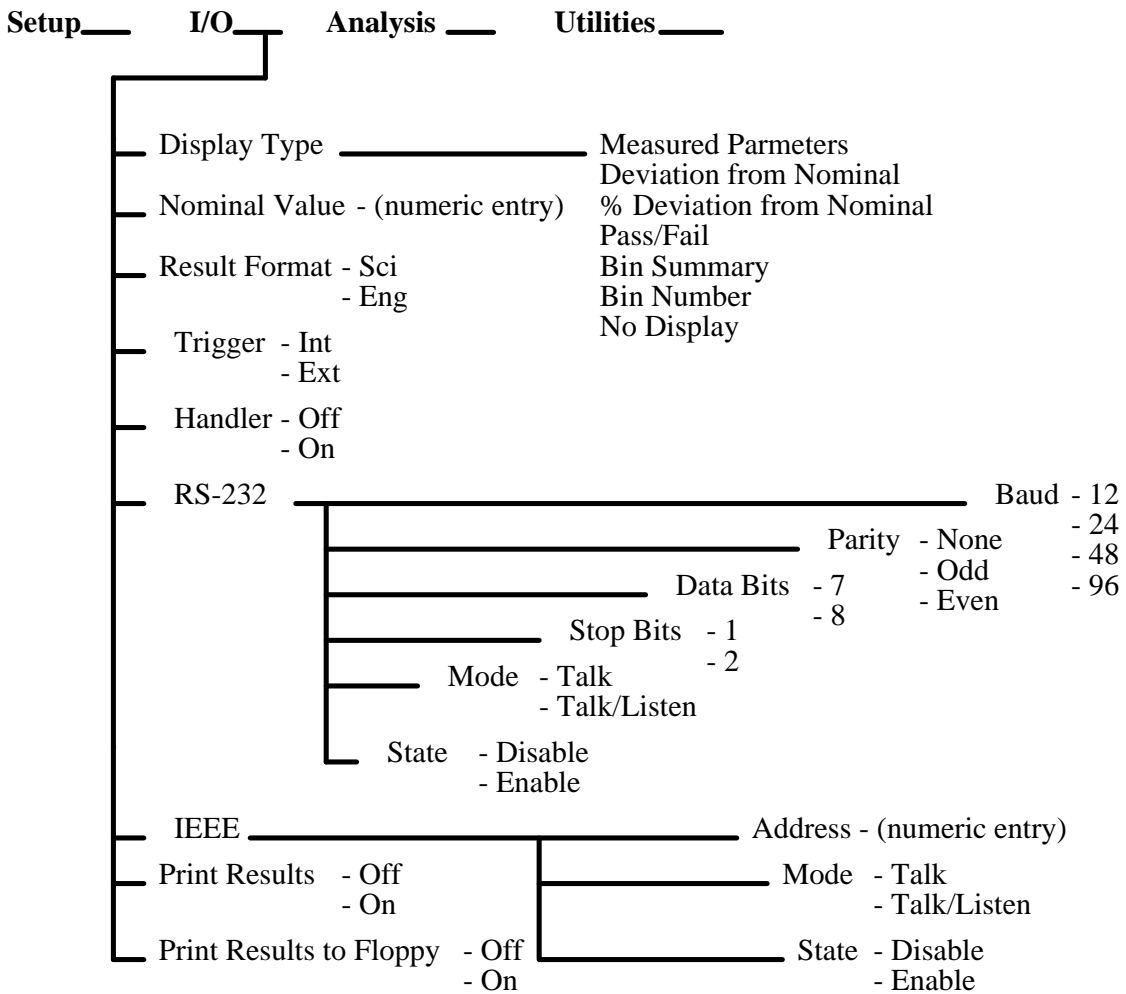 Setup I/O Analysis Utilities
Display Type
Measured Parmeters
Deviation from Nominal
% Deviation from Nominal
Pass/Fail
Bin Summary
Bin Number
No Display
Nominal Value - (numeric entry)
Result Format - Sci
- Eng
Trigger - Int
- Ext
Handler - Off
- On
RS-232
Baud - 12
- 24
- 48
- 96
Parity - None
- Odd
- Even
Data Bits - 7
- 8
Stop Bits - 1
- 2
Mode - Talk
- Talk/Listen
State - Disable
- Enable
IEEE
Address - (numeric entry)
Mode - Talk
- Talk/Listen
State - Disable
- Enable
Print Results - Off
- On
Print Results to Floppy - Off
- On